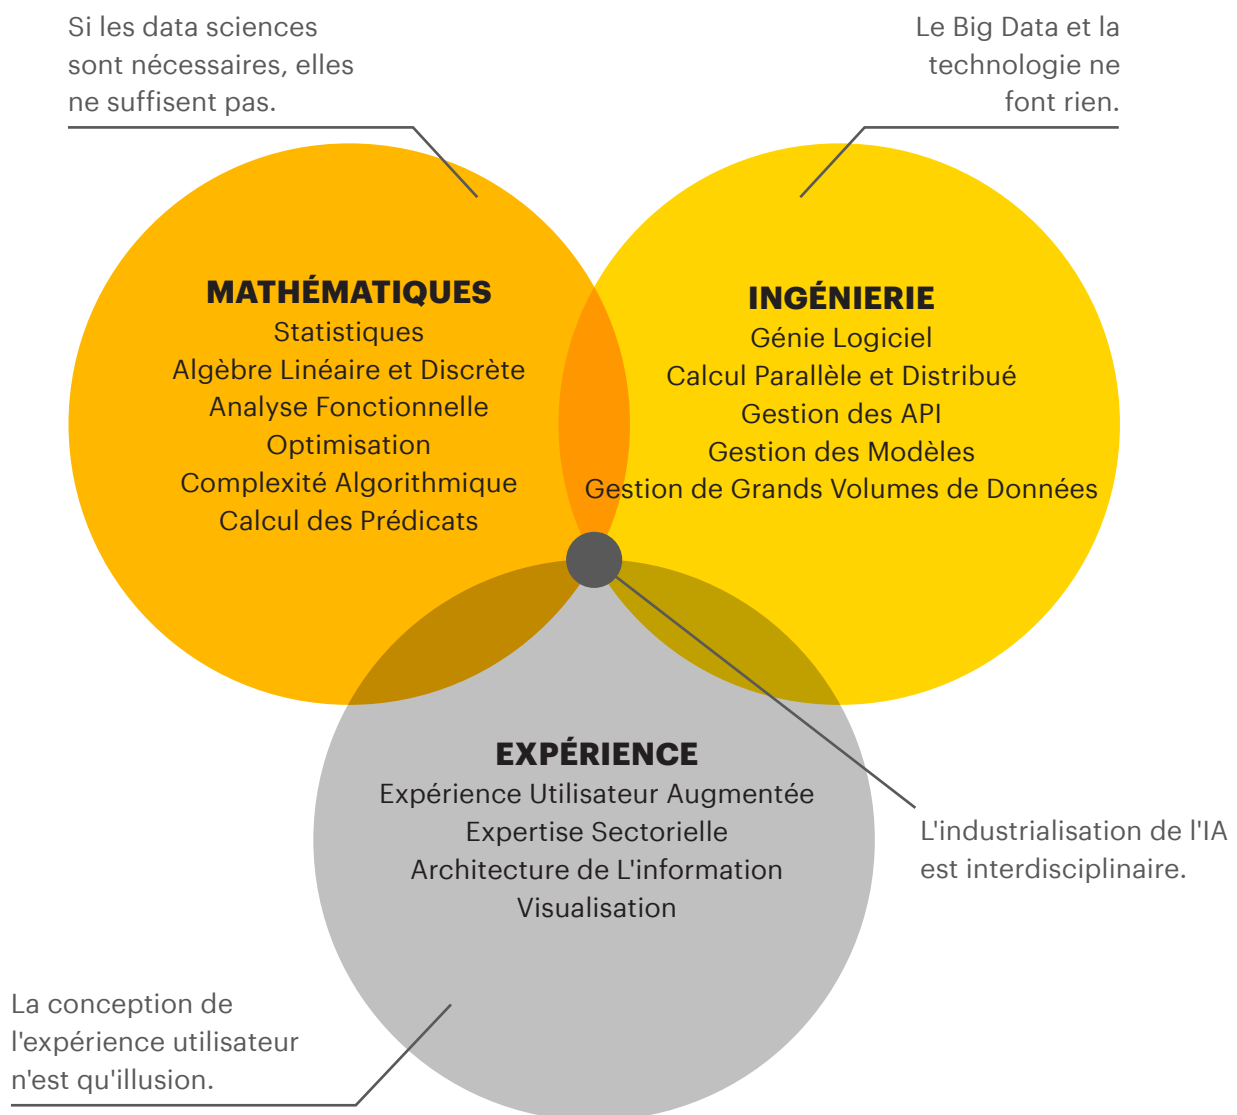 Si les data sciences
sont nécessaires, elles
ne suffisent pas.
Le Big Data et la
technologie ne
font rien.
MATHÉMATIQUES
Statistiques
Algèbre Linéaire et Discrète
Analyse Fonctionnelle
Optimisation
Complexité Algorithmique
Calcul des Prédicats
INGÉNIERIE
Génie Logiciel
Calcul Parallèle et Distribué
Gestion des API
Gestion des Modèles
Gestion de Grands Volumes de Données
EXPÉRIENCE
Expérience Utilisateur Augmentée
Expertise Sectorielle
Architecture de L'information
Visualisation
L'industrialisation de l'IA
est interdisciplinaire.
La conception de
l'expérience utilisateur
n'est qu'illusion.